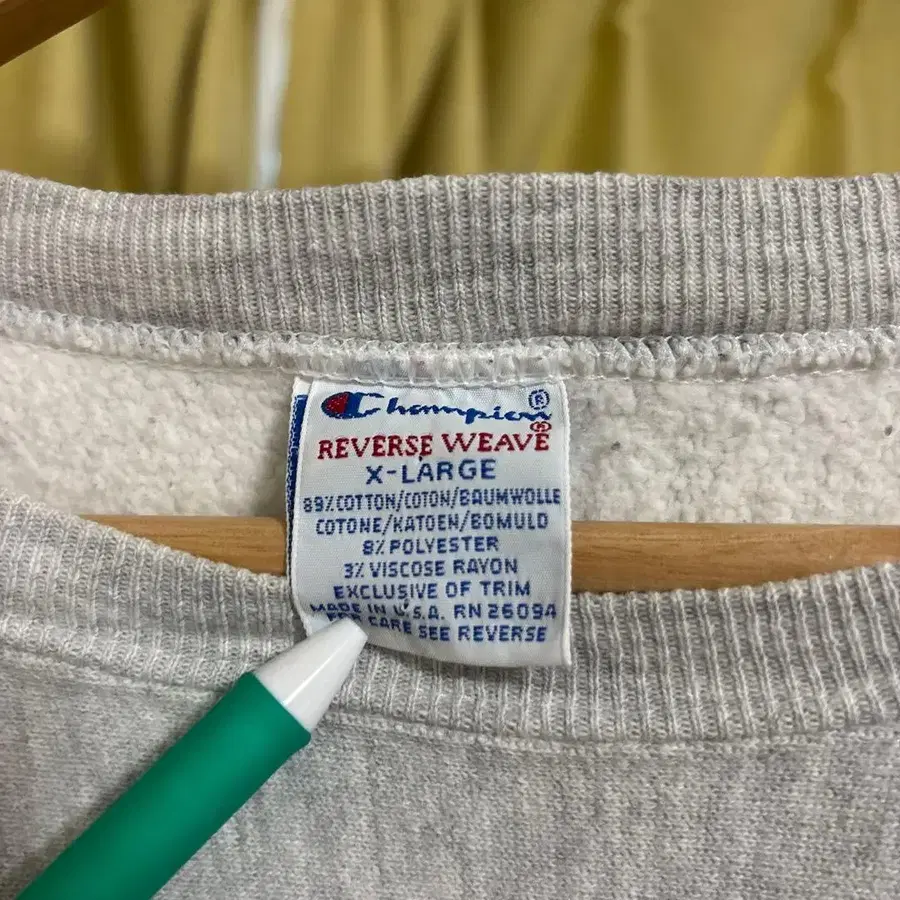 Champion®
REVERSE WEAVE®
X-LARGE
89% COTTON/COTON/BAUMWOLLE
COTONE/KATOEN/BOMULD
8% POLYESTER
3% VISCOSE RAYON
EXCLUSIVE OF TRIM
MADE IN U.S.A. RN 26094
FOR CARE SEE REVERSE